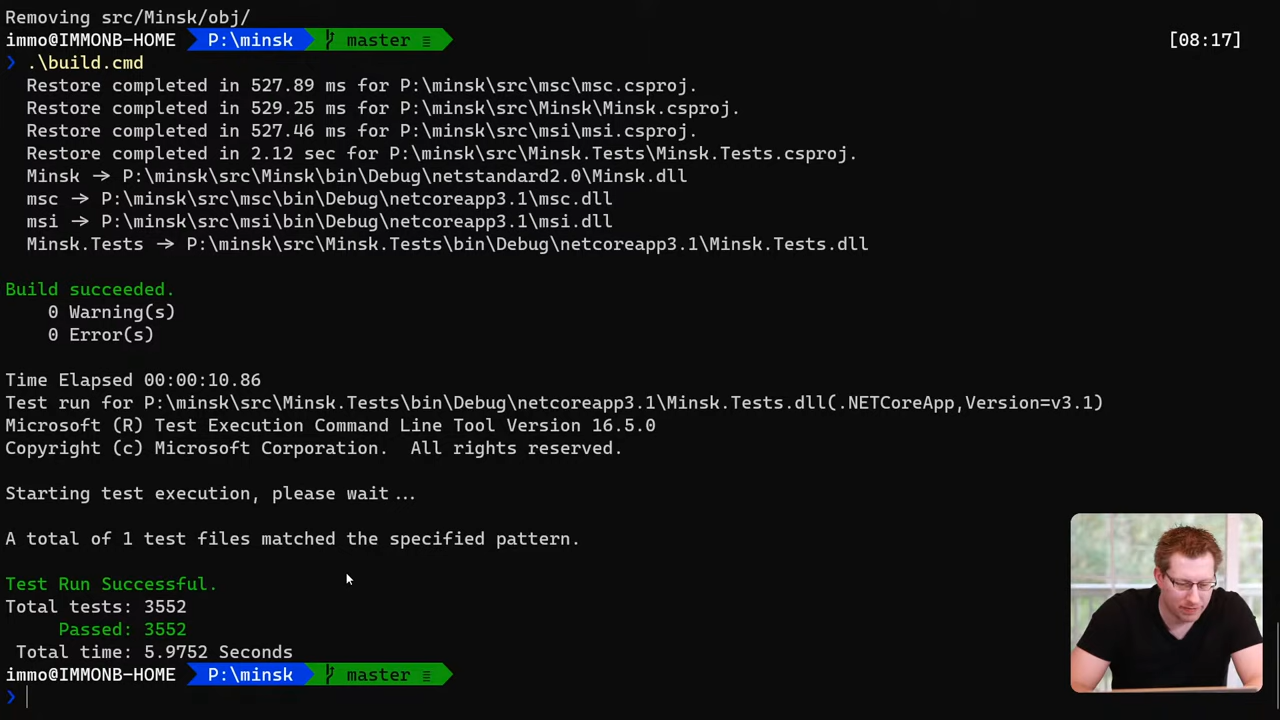 Removing src/Minsk/obj/
immo@IMMONB-HOME P:\minsk master ≡ [08:17]
❯ .\build.cmd
Restore completed in 527.89 ms for P:\minsk\src\msc\msc.csproj.
Restore completed in 529.25 ms for P:\minsk\src\Minsk\Minsk.csproj.
Restore completed in 527.46 ms for P:\minsk\src\msi\msi.csproj.
Restore completed in 2.12 sec for P:\minsk\src\Minsk.Tests\Minsk.Tests.csproj.
Minsk -> P:\minsk\src\Minsk\bin\Debug\netstandard2.0\Minsk.dll
msc -> P:\minsk\src\msc\bin\Debug\netcoreapp3.1\msc.dll
msi -> P:\minsk\src\msi\bin\Debug\netcoreapp3.1\msi.dll
Minsk.Tests -> P:\minsk\src\Minsk.Tests\bin\Debug\netcoreapp3.1\Minsk.Tests.dll
Build succeeded.
0 Warning(s)
0 Error(s)
Time Elapsed 00:00:10.86
Test run for P:\minsk\src\Minsk.Tests\bin\Debug\netcoreapp3.1\Minsk.Tests.dll(.NETCoreApp,Version=v3.1)
Microsoft (R) Test Execution Command Line Tool Version 16.5.0
Copyright (c) Microsoft Corporation.  All rights reserved.
Starting test execution, please wait...
A total of 1 test files matched the specified pattern.
Test Run Successful.
Total tests: 3552
Passed: 3552
Total time: 5.9752 Seconds
immo@IMMONB-HOME P:\minsk master ≡
❯